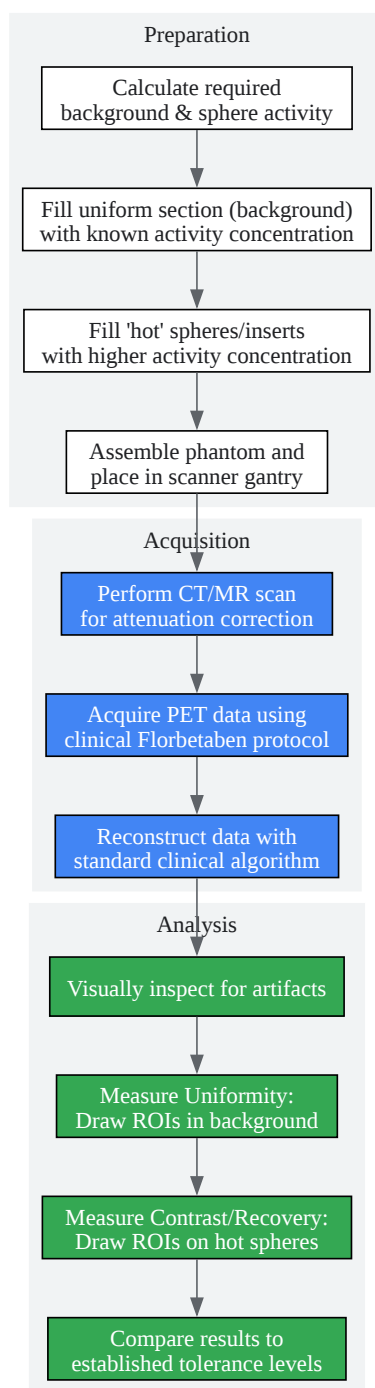 Preparation
Calculate required
background & sphere activity
Fill uniform section (background)
with known activity concentration
Fill 'hot' spheres/inserts
with higher activity concentration
Assemble phantom and
place in scanner gantry
Acquisition
Perform CT/MR scan
for attenuation correction
Acquire PET data using
clinical Florbetaben protocol
Reconstruct data with
standard clinical algorithm
Analysis
Visually inspect for artifacts
Measure Uniformity:
Draw ROIs in background
Measure Contrast/Recovery:
Draw ROIs on hot spheres
Compare results to
established tolerance levels